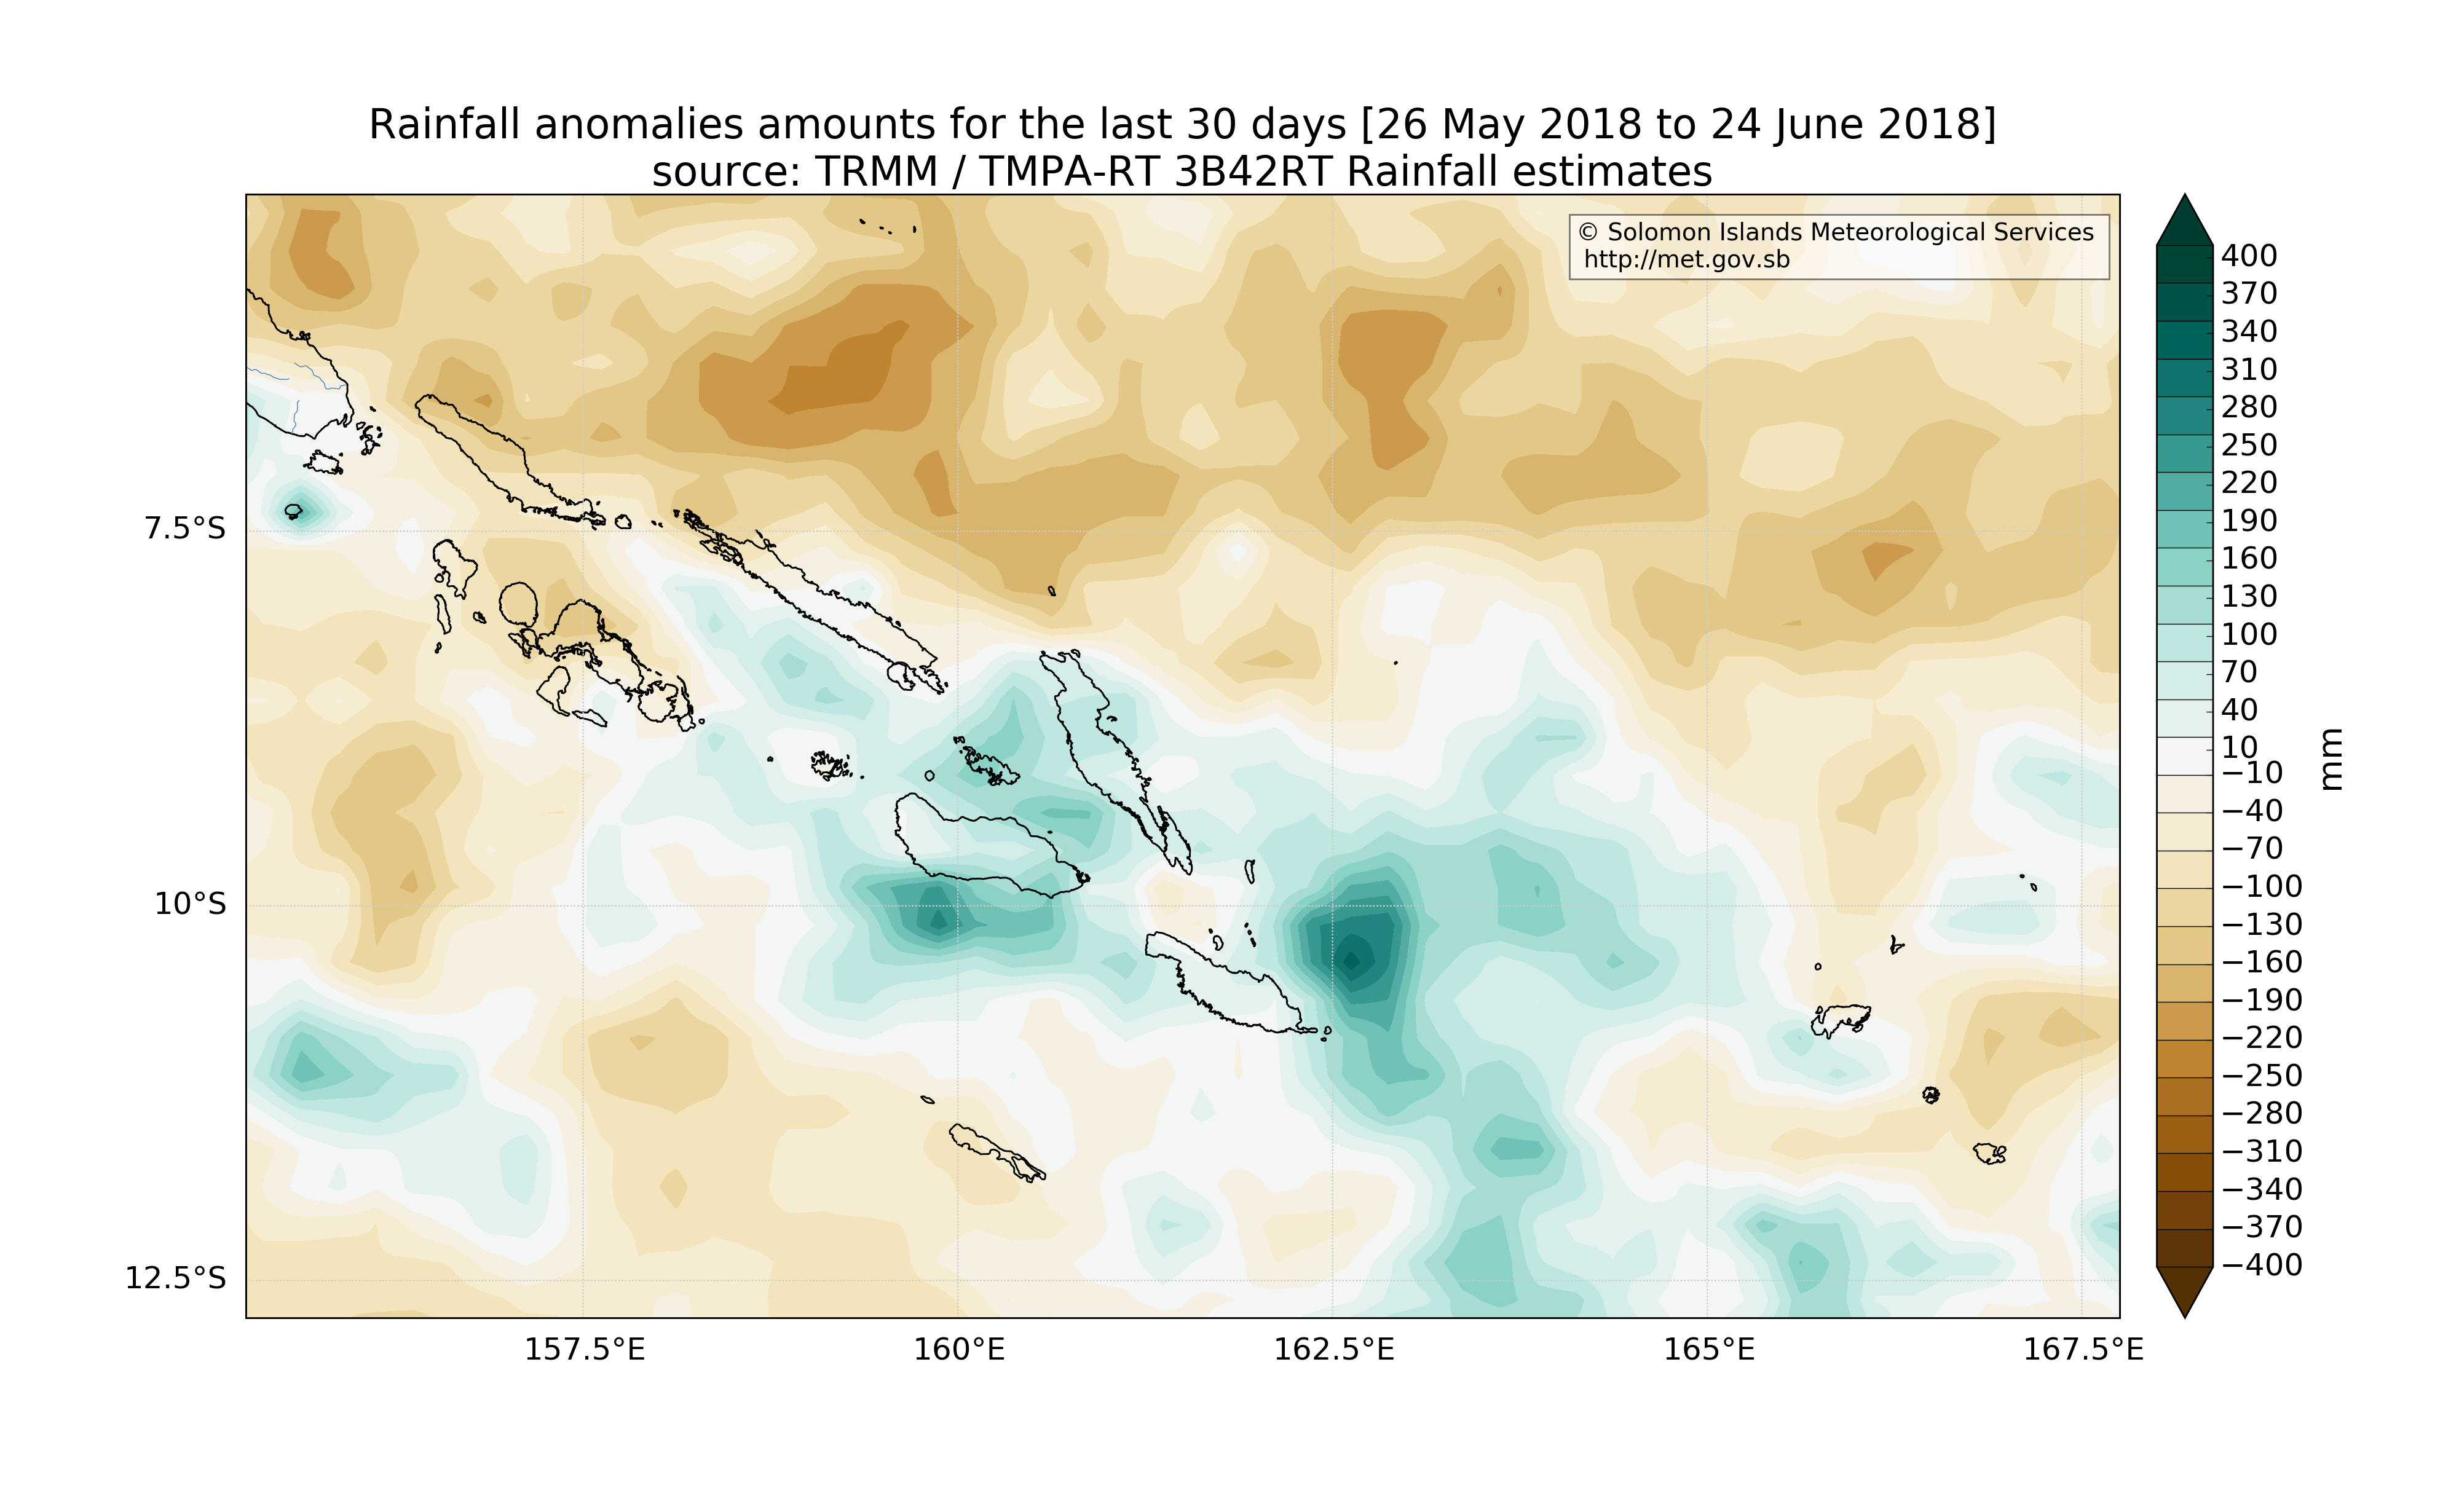 Rainfall anomalies amounts for the last 30 days [26 May 2018 to 24 June 2018]
source: TRMM / TMPA-RT 3B42RT Rainfall estimates
© Solomon Islands Meteorological Services
http://met.gov.sb
7.5°S
10°S
12.5°S
157.5°E
160°E
162.5°E
165°E
167.5°E
400
370
340
310
280
250
220
190
160
130
100
70
40
10
−10
−40
−70
−100
−130
−160
−190
−220
−250
−280
−310
−340
−370
−400
mm